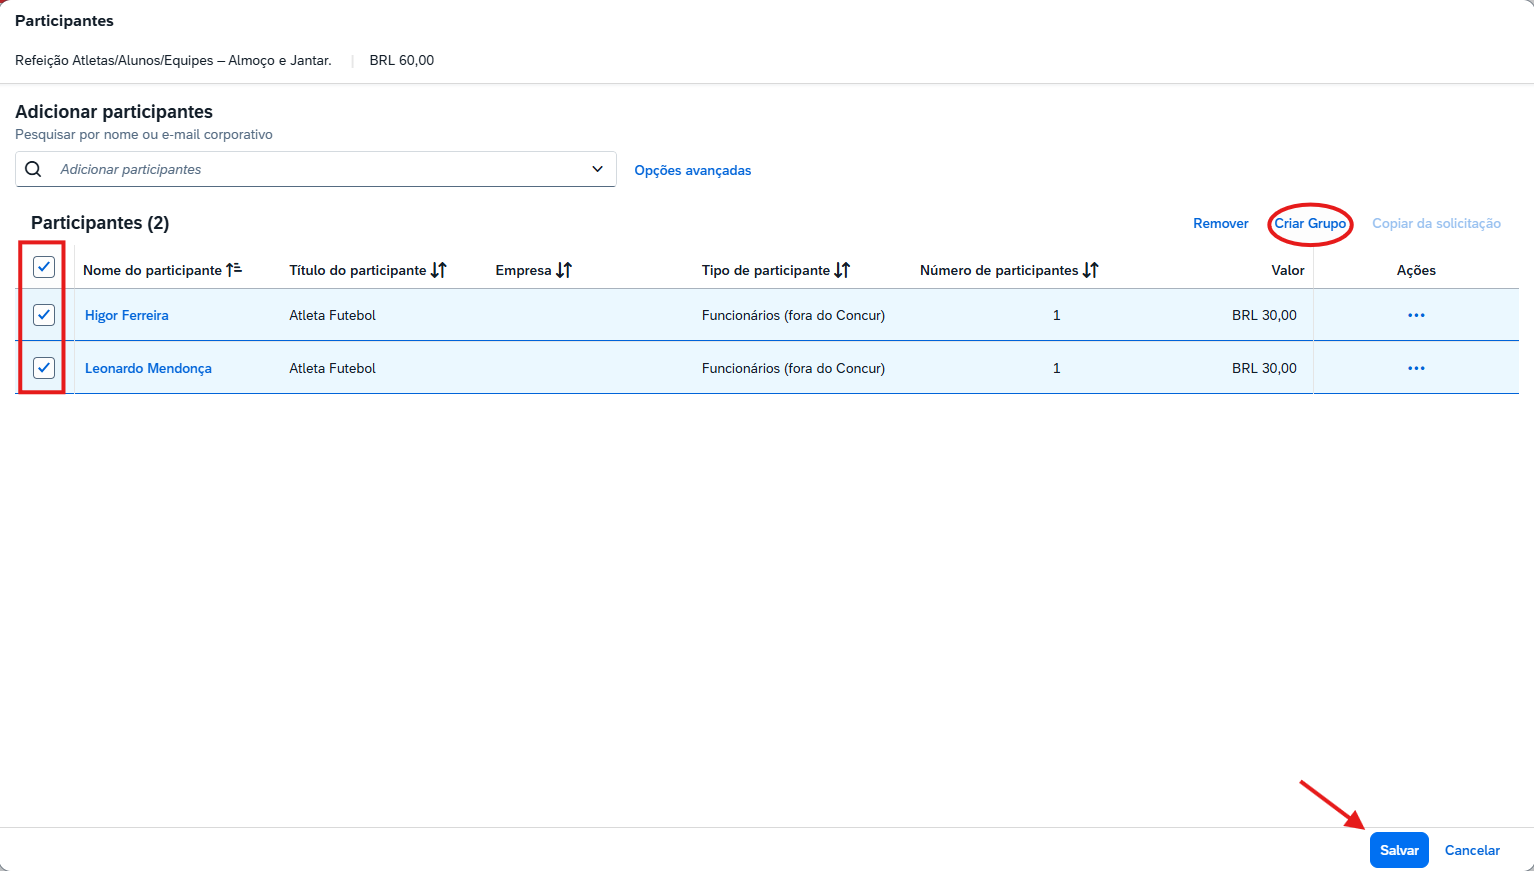 Participantes
Refeição Atletas/Alunos/Equipes – Almoço e Jantar. BRL 60,00
Adicionar participantes
Pesquisar por nome ou e-mail corporativo
Adicionar participantes Opções avançadas
Participantes (2) Remover Criar Grupo Copiar da solicitação
Nome do participante Título do participante Empresa Tipo de participante Número de participantes Valor Ações
Higor Ferreira Atleta Futebol Funcionários (fora do Concur) 1 BRL 30,00
Leonardo Mendonça Atleta Futebol Funcionários (fora do Concur) 1 BRL 30,00
Salvar Cancelar